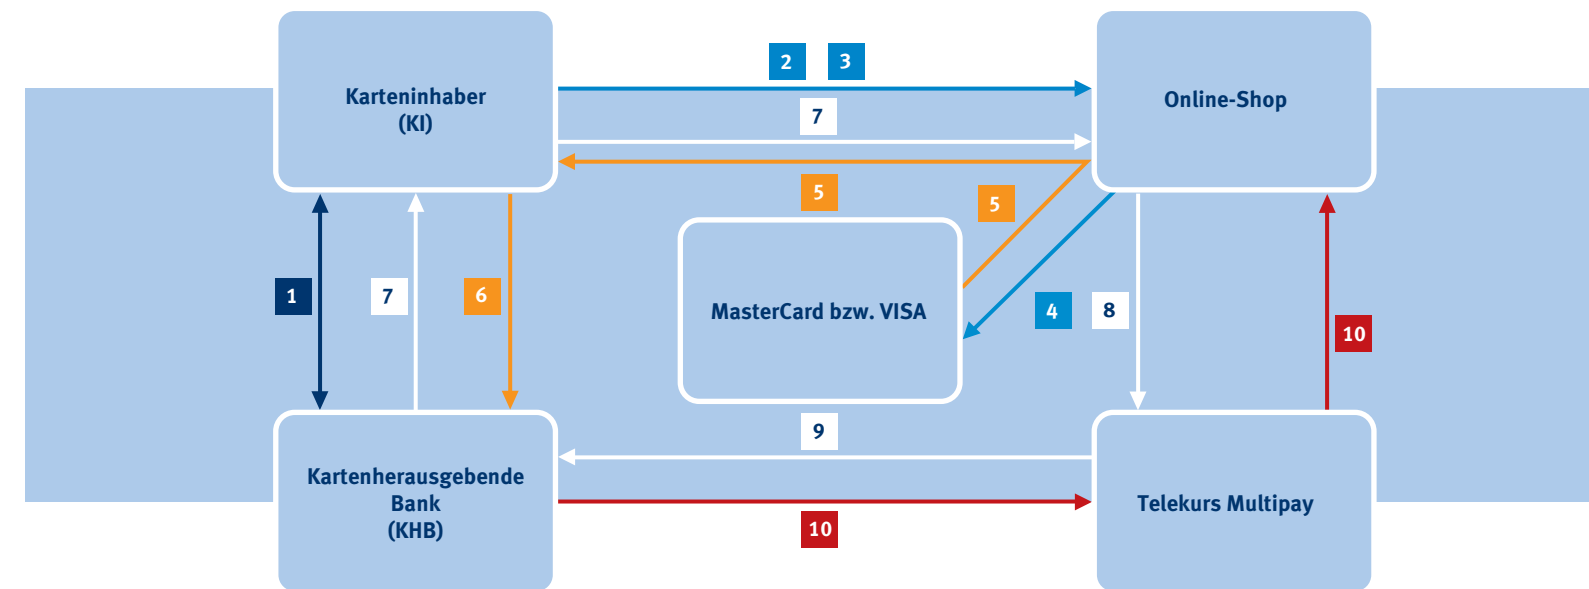 2 3
Karteninhaber
(KI)
Online-Shop
7
5
5
1
7
6
MasterCard bzw. VISA
4
8
10
9
Kartenherausgebende
Bank
(KHB)
Telekurs Multipay
10